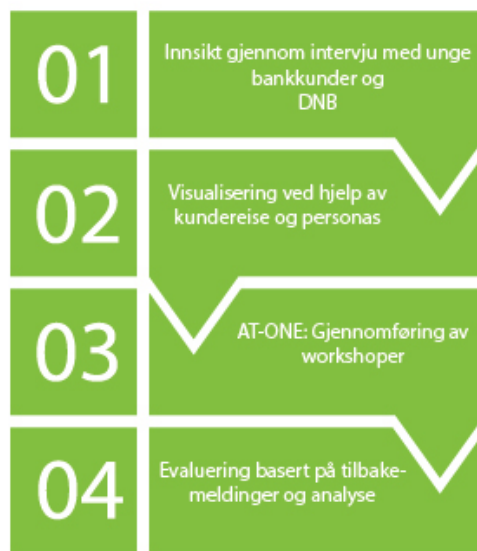 01
Innsikt gjennom intervju med unge
bankkunder og
DNB
02
Visualisering ved hjelp av
kundereise og personas
03
AT-ONE: Gjennomføring av
workshoper
04
Evaluering basert på tilbake-
meldinger og analyse